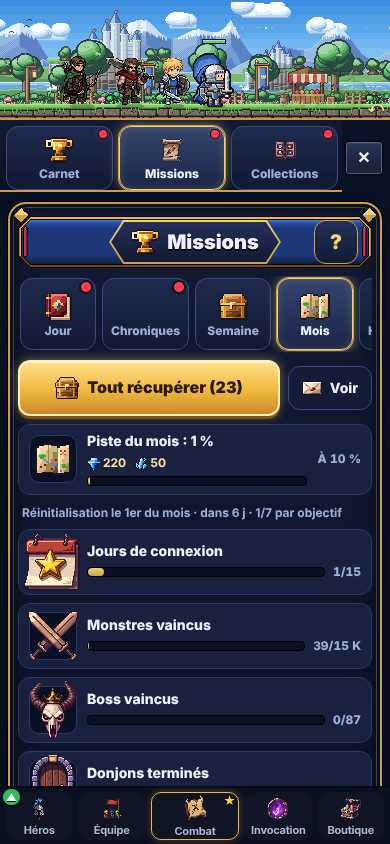 Carnet
Missions
Collections
×
Missions
?
Jour
Chroniques
Semaine
Mois
Tout récupérer (23)
Voir
Piste du mois : 1 %
220
50
À 10 %
Réinitialisation le 1er du mois · dans 6 j · 1/7 par objectif
Jours de connexion
1/15
Monstres vaincus
39/15 K
Boss vaincus
0/87
Donjons terminés
Héros
Équipe
Combat
Invocation
Boutique